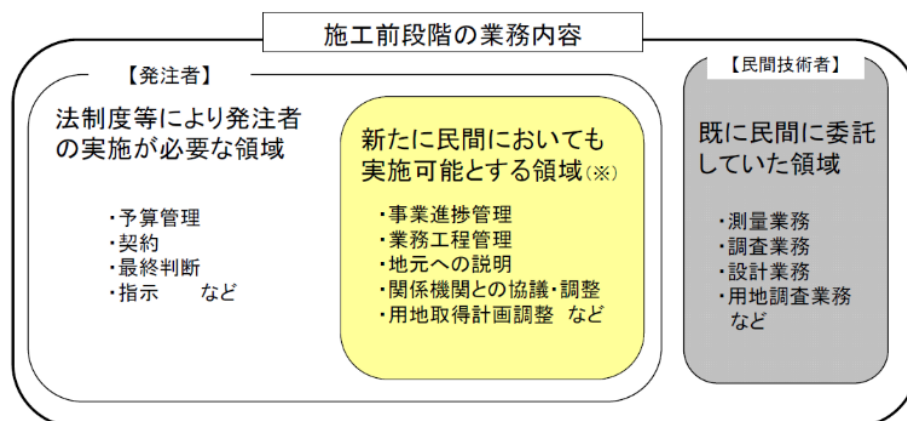 施工前段階の業務内容
【発注者】
法制度等により発注者
の実施が必要な領域
・予算管理
・契約
・最終判断
・指示　　など
新たに民間においても
実施可能とする領域(※)
・事業進捗管理
・業務工程管理
・地元への説明
・関係機関との協議・調整
・用地取得計画調整　など
【民間技術者】
既に民間に委託
していた領域
・測量業務
・調査業務
・設計業務
・用地調査業務
など